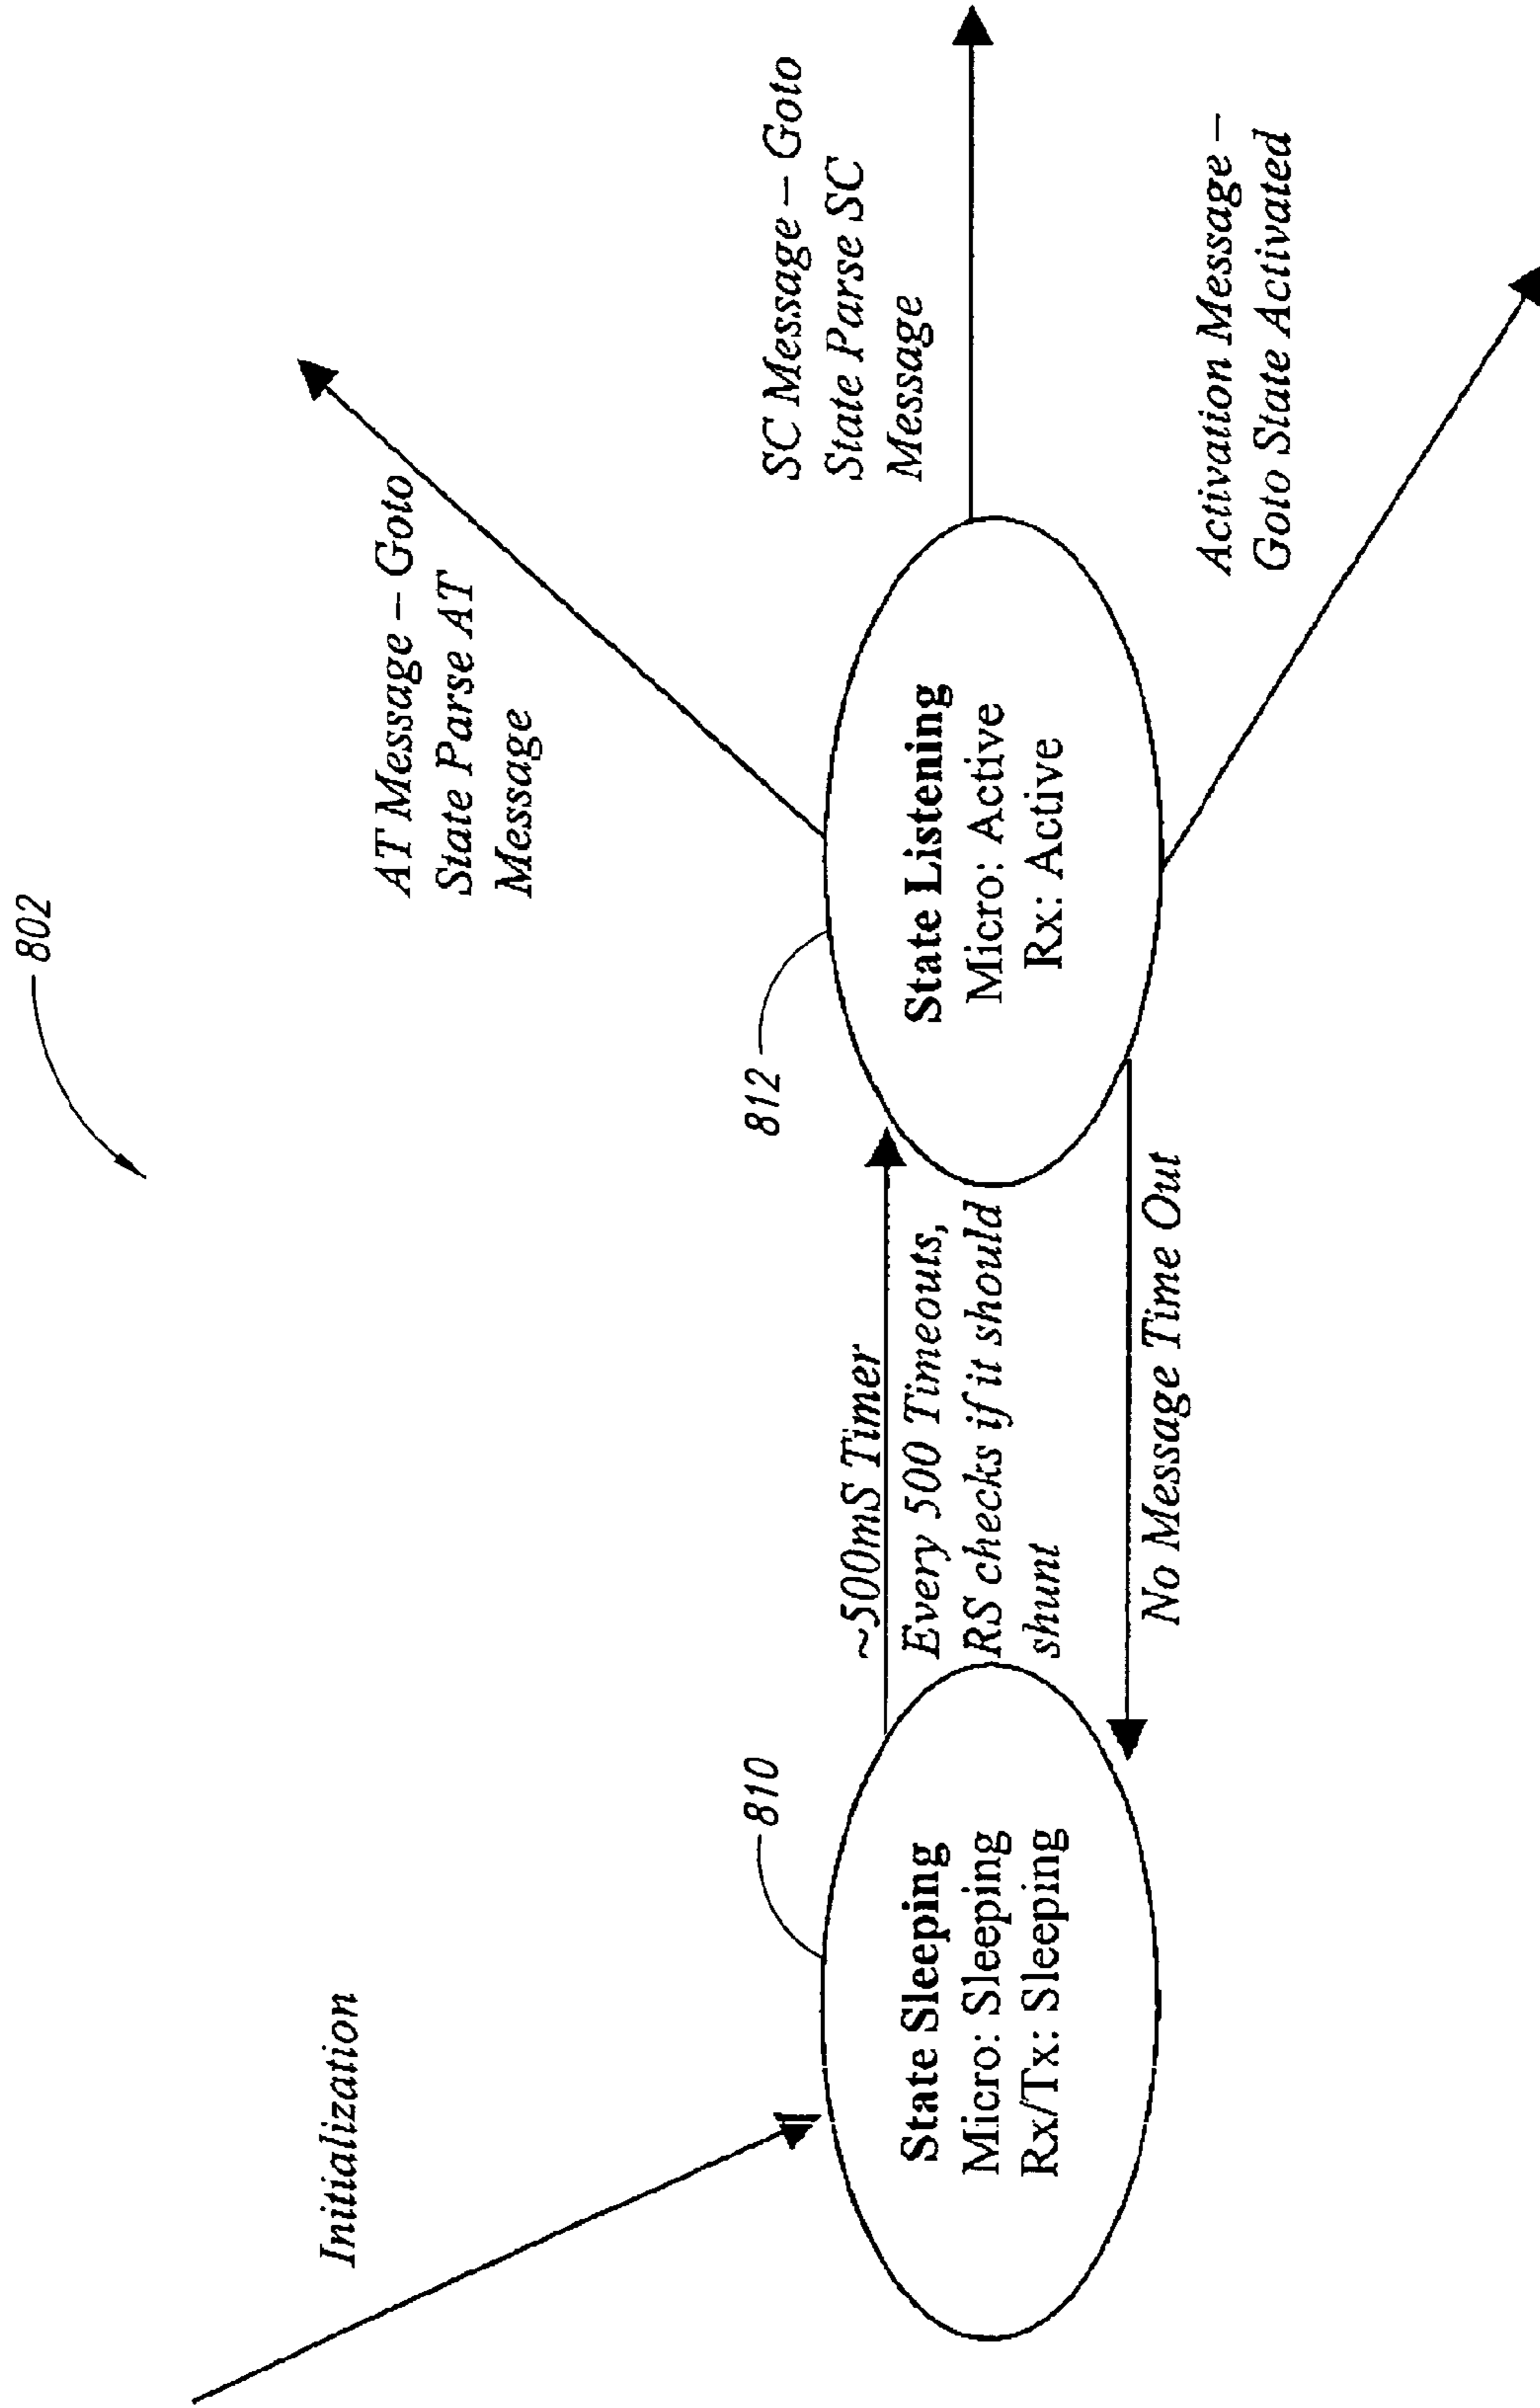 802
Initialization
AT Message – Goto
State Parse AT
Message
810
State Sleeping
Micro: Sleeping
Rx/Tx: Sleeping
~500mS Timer
Every 500 Timeouts,
RS checks if it should
shunt
No Message Time Out
812
State Listening
Micro: Active
Rx: Active
SC Message – Goto
State Parse SC
Message
Activation Message –
Goto State Activated